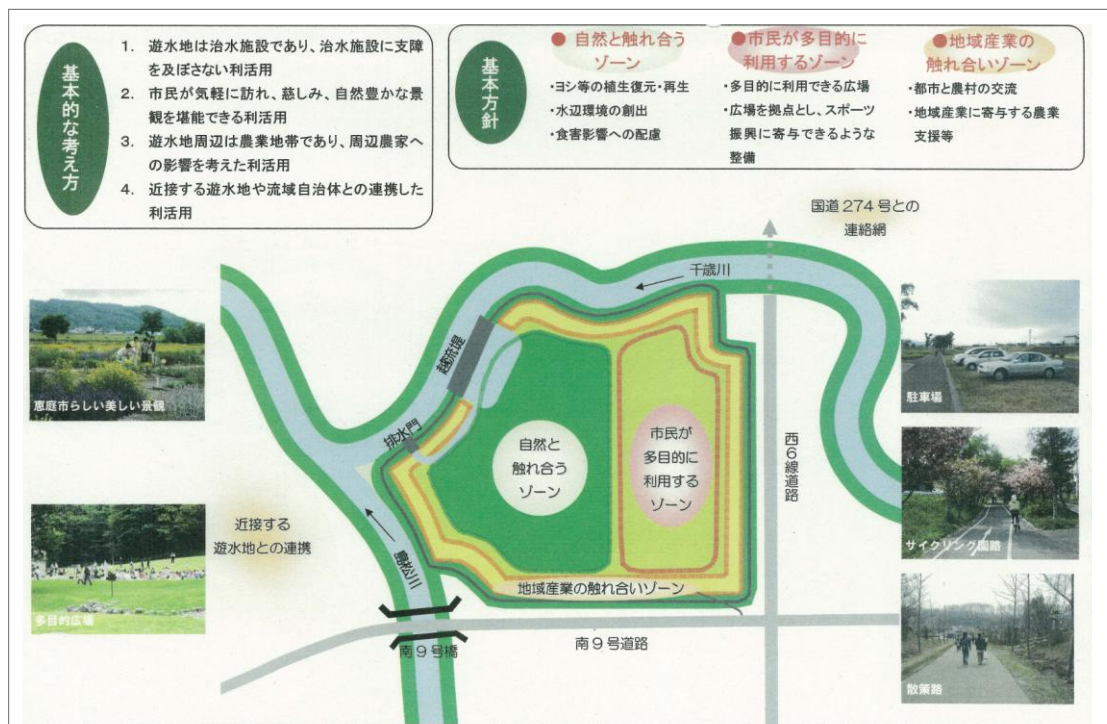 基本的な考え方
1. 遊水地は治水施設であり、治水施設に支障
を及ぼさない利活用
2. 市民が気軽に訪れ、慈しみ、自然豊かな景
観を堪能できる利活用
3. 遊水地周辺は農業地帯であり、周辺農家へ
の影響を考えた利活用
4. 近接する遊水地や流域自治体との連携した
利活用
基本方針
● 自然と触れ合う
ゾーン
・ヨシ等の植生復元・再生
・水辺環境の創出
・食害影響への配慮
●市民が多目的に
利用するゾーン
・多目的に利用できる広場
・広場を拠点とし、スポーツ
振興に寄与できるような
整備
●地域産業の
触れ合いゾーン
・都市と農村の交流
・地域産業に寄与する農業
支援等
国道274号との
連絡網
千歳川
越流堤
排水門
恵庭市らしい美しい景観
駐車場
自然と
触れ合う
ゾーン
市民が
多目的に
利用する
ゾーン
西6線道路
近接する
遊水地との連携
サイクリング園路
島松川
地域産業の触れ合いゾーン
多目的広場
南9号橋
南9号道路
散策路